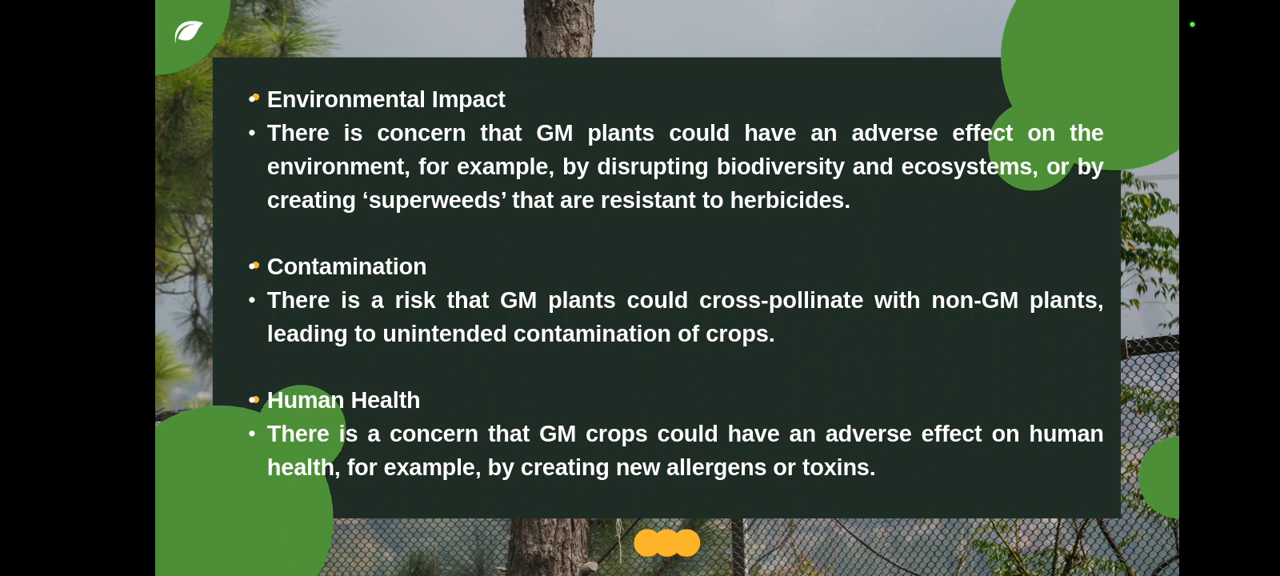 • Environmental Impact
• There is concern that GM plants could have an adverse effect on the
environment, for example, by disrupting biodiversity and ecosystems, or by
creating ‘superweeds’ that are resistant to herbicides.
• Contamination
• There is a risk that GM plants could cross-pollinate with non-GM plants,
leading to unintended contamination of crops.
• Human Health
• There is a concern that GM crops could have an adverse effect on human
health, for example, by creating new allergens or toxins.